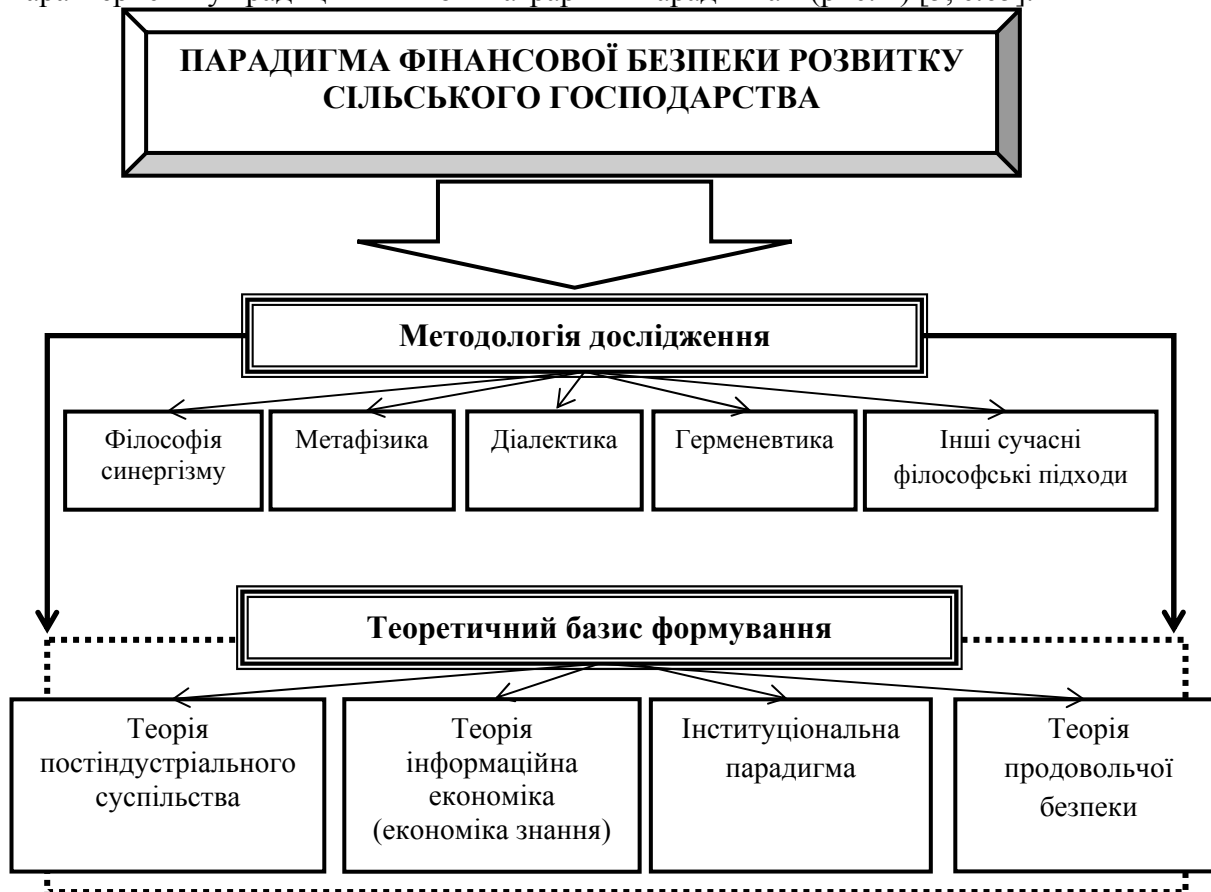 ПАРАДИГМА ФІНАНСОВОЇ БЕЗПЕКИ РОЗВИТКУ
СІЛЬСЬКОГО ГОСПОДАРСТВА
Методологія дослідження
Філософія
синергізму
Метафізика
Діалектика
Герменевтика
Інші сучасні
філософські підходи
Теоретичний базис формування
Теорія
постіндустріального
суспільства
Теорія
інформаційна
економіка
(економіка знання)
Інституціональна
парадигма
Теорія
продовольчої
безпеки